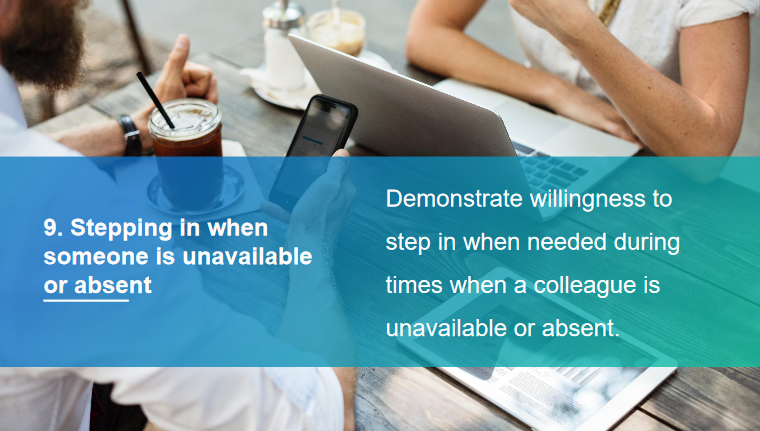 9. Stepping in when
someone is unavailable
or absent
Demonstrate willingness to
step in when needed during
times when a colleague is
unavailable or absent.